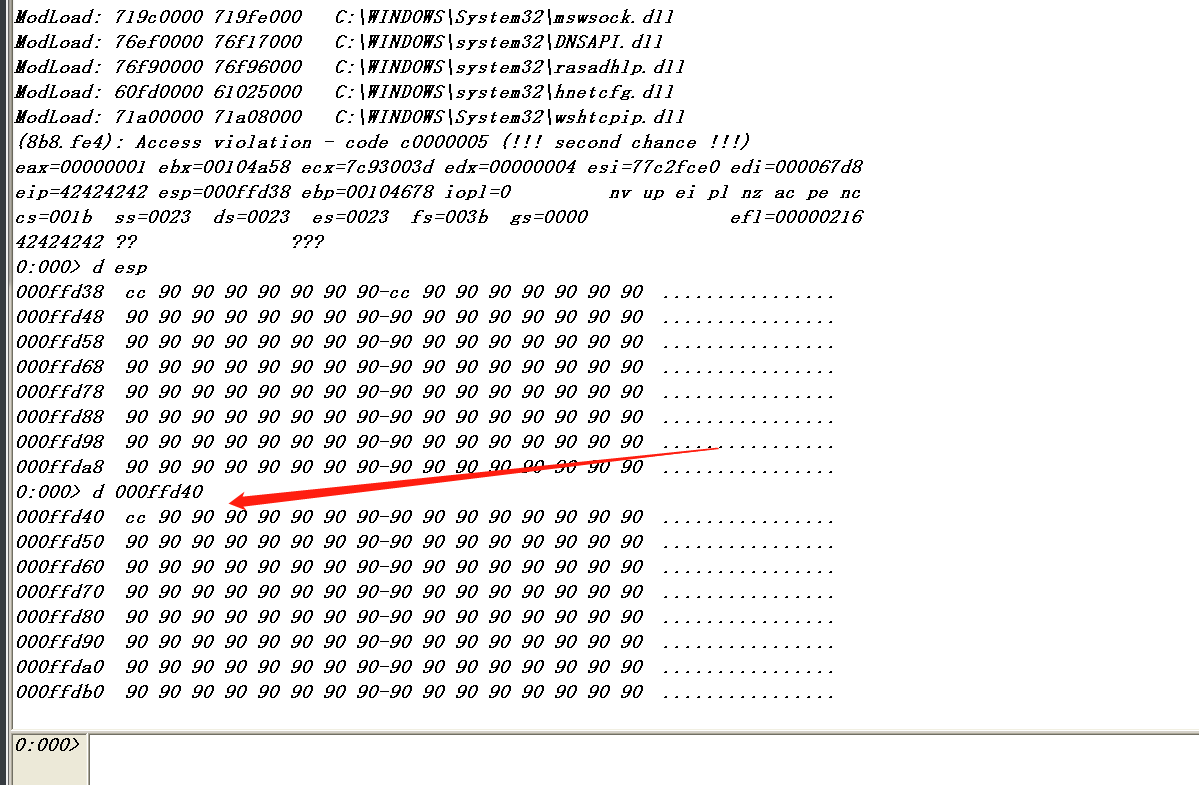 ModLoad: 719c0000 719fe000   C:\WINDOWS\System32\mswsock.dll
ModLoad: 76ef0000 76f17000   C:\WINDOWS\system32\DNSAPI.dll
ModLoad: 76f90000 76f96000   C:\WINDOWS\system32\rasadhlp.dll
ModLoad: 60fd0000 61025000   C:\WINDOWS\system32\hnetcfg.dll
ModLoad: 71a00000 71a08000   C:\WINDOWS\System32\wshtcpip.dll
(8b8.fe4): Access violation - code c0000005 (!!! second chance !!!)
eax=00000001 ebx=00104a58 ecx=7c93003d edx=00000004 esi=77c2fce0 edi=000067d8
eip=42424242 esp=000ffd38 ebp=00104678 iopl=0         nv up ei pl nz ac pe nc
cs=001b  ss=0023  ds=0023  es=0023  fs=003b  gs=0000             efl=00000216
42424242 ??              ???
0:000> d esp
000ffd38  cc 90 90 90 90 90 90 90-cc 90 90 90 90 90 90 90  ................
000ffd48  90 90 90 90 90 90 90 90-90 90 90 90 90 90 90 90  ................
000ffd58  90 90 90 90 90 90 90 90-90 90 90 90 90 90 90 90  ................
000ffd68  90 90 90 90 90 90 90 90-90 90 90 90 90 90 90 90  ................
000ffd78  90 90 90 90 90 90 90 90-90 90 90 90 90 90 90 90  ................
000ffd88  90 90 90 90 90 90 90 90-90 90 90 90 90 90 90 90  ................
000ffd98  90 90 90 90 90 90 90 90-90 90 90 90 90 90 90 90  ................
000ffda8  90 90 90 90 90 90 90 90-90 90 90 90 90 90 90 90  ................
0:000> d 000ffd40
000ffd40  cc 90 90 90 90 90 90 90-90 90 90 90 90 90 90 90  ................
000ffd50  90 90 90 90 90 90 90 90-90 90 90 90 90 90 90 90  ................
000ffd60  90 90 90 90 90 90 90 90-90 90 90 90 90 90 90 90  ................
000ffd70  90 90 90 90 90 90 90 90-90 90 90 90 90 90 90 90  ................
000ffd80  90 90 90 90 90 90 90 90-90 90 90 90 90 90 90 90  ................
000ffd90  90 90 90 90 90 90 90 90-90 90 90 90 90 90 90 90  ................
000ffda0  90 90 90 90 90 90 90 90-90 90 90 90 90 90 90 90  ................
000ffdb0  90 90 90 90 90 90 90 90-90 90 90 90 90 90 90 90  ................
0:000>